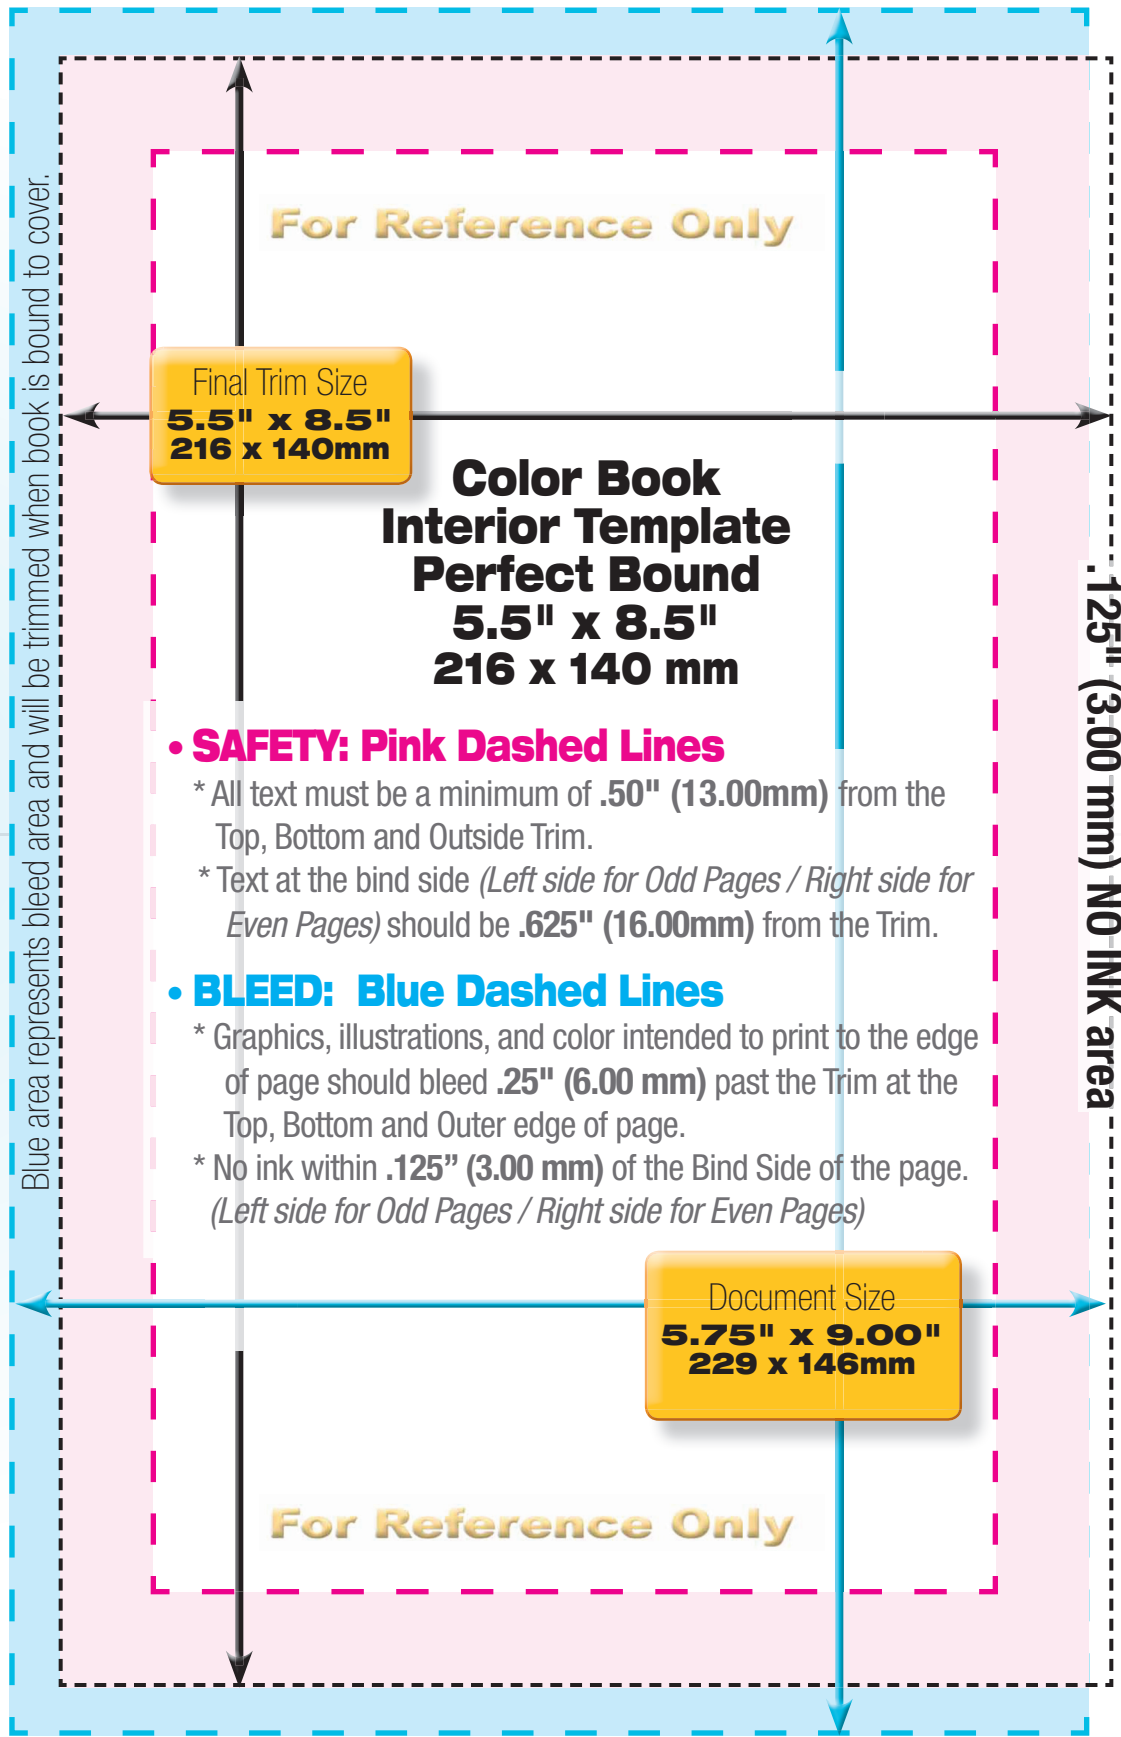 For Reference Only
Final Trim Size
5.5" x 8.5"
216 x 140mm
Color Book
Interior Template
Perfect Bound
5.5" x 8.5"
216 x 140 mm
• SAFETY: Pink Dashed Lines
* All text must be a minimum of .50" (13.00mm) from the
Top, Bottom and Outside Trim.
* Text at the bind side (Left side for Odd Pages / Right side for
Even Pages) should be .625" (16.00mm) from the Trim.
• BLEED: Blue Dashed Lines
* Graphics, illustrations, and color intended to print to the edge
of page should bleed .25" (6.00 mm) past the Trim at the
Top, Bottom and Outer edge of page.
* No ink within .125” (3.00 mm) of the Bind Side of the page.
(Left side for Odd Pages / Right side for Even Pages)
Document Size
5.75" x 9.00"
229 x 146mm
For Reference Only
Blue area represents bleed area and will be trimmed when book is bound to cover.
.125" (3.00 mm) NO INK area